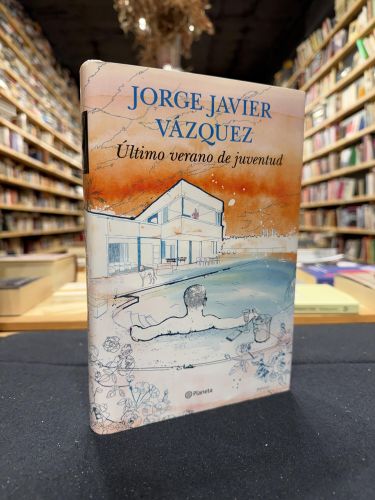 JORGE JAVIER
VÁZQUEZ
Último verano de juventud
Planeta